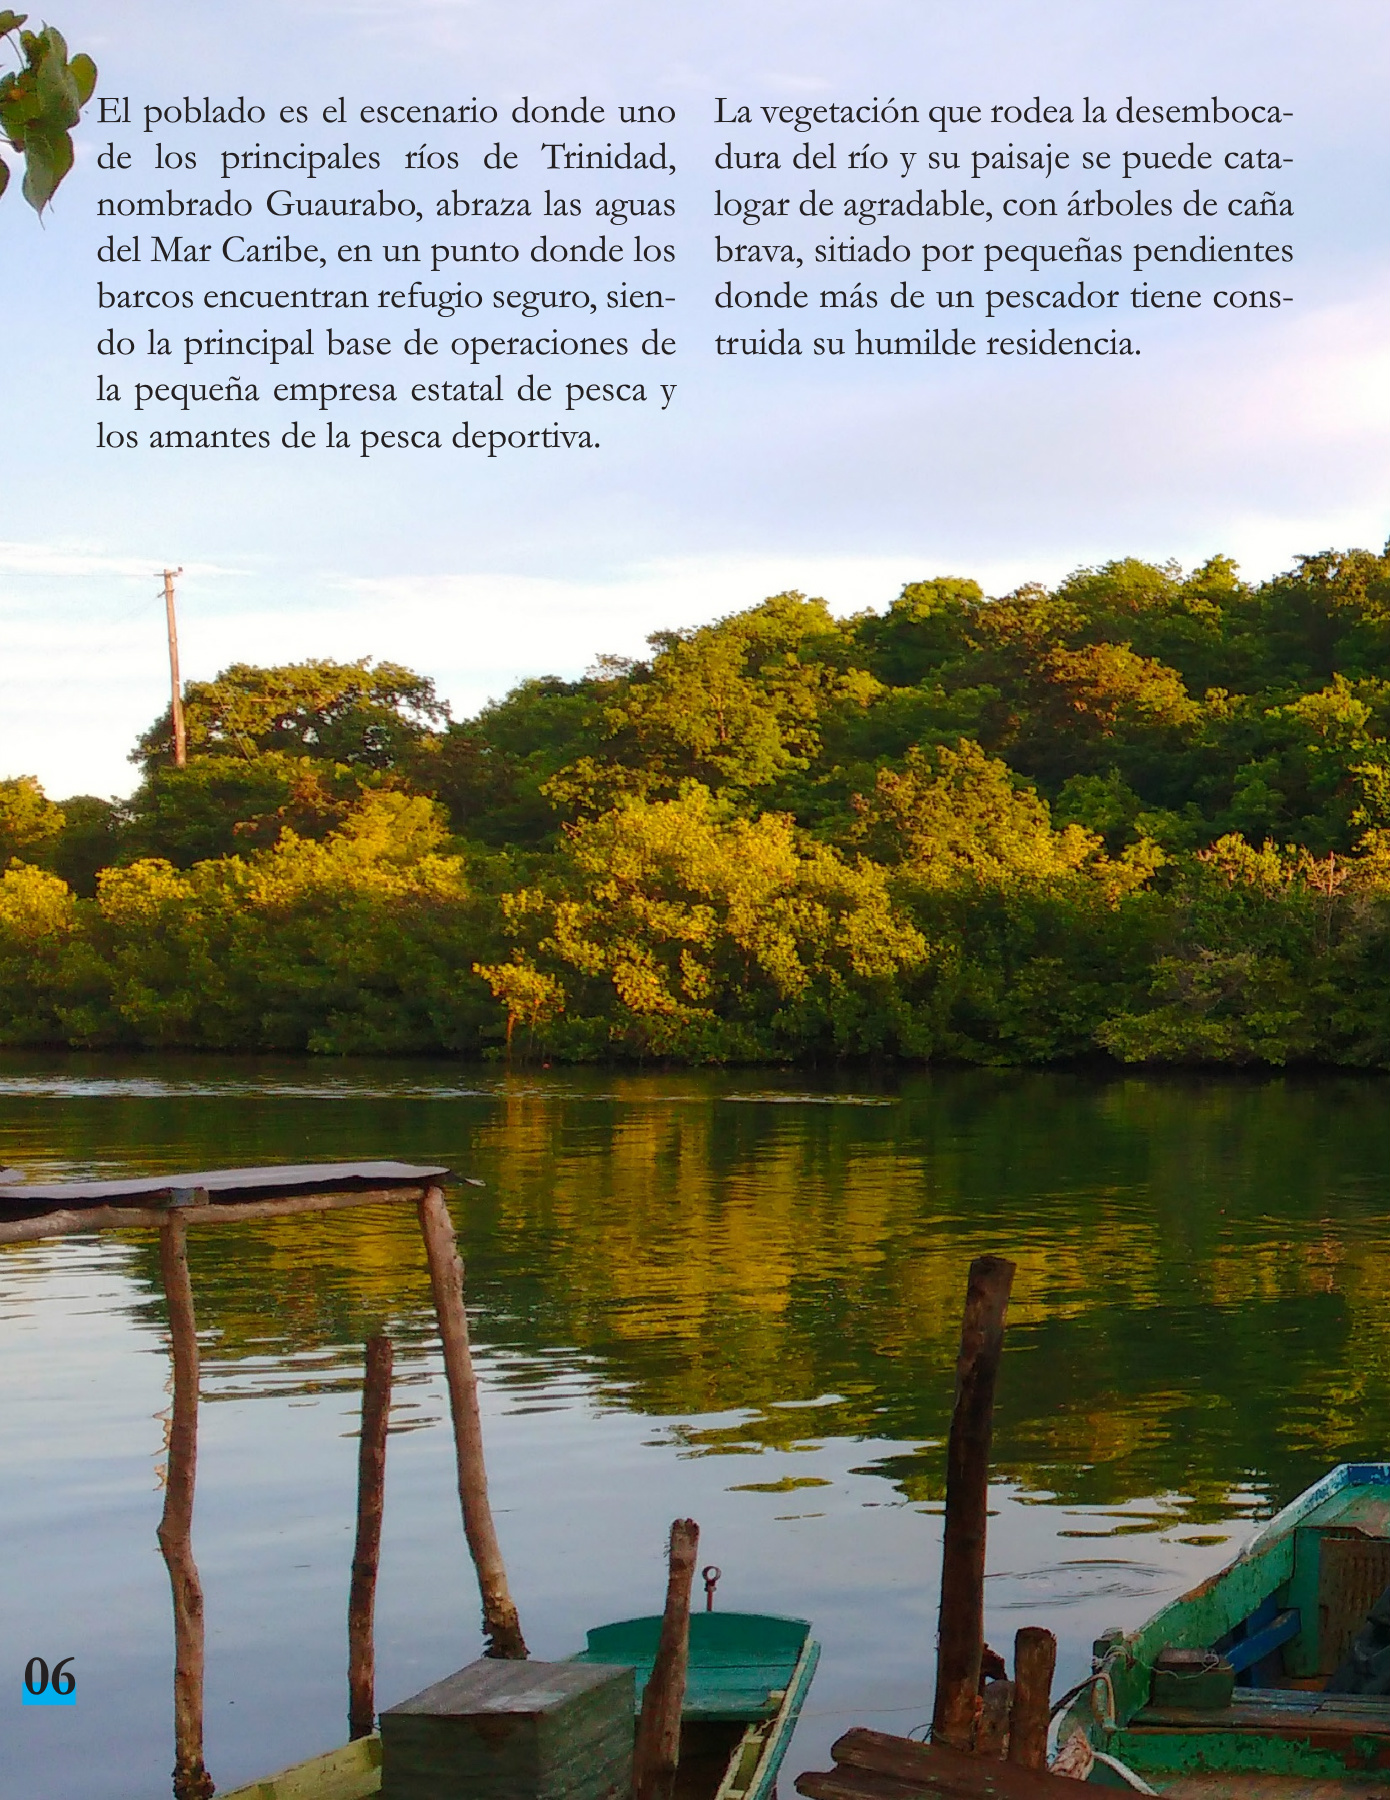 El poblado es el escenario donde uno
de los principales ríos de Trinidad,
nombrado Guaurabo, abraza las aguas
del Mar Caribe, en un punto donde los
barcos encuentran refugio seguro, sien-
do la principal base de operaciones de
la pequeña empresa estatal de pesca y
los amantes de la pesca deportiva.
La vegetación que rodea la desemboca-
dura del río y su paisaje se puede cata-
logar de agradable, con árboles de caña
brava, sitiado por pequeñas pendientes
donde más de un pescador tiene cons-
truida su humilde residencia.
06